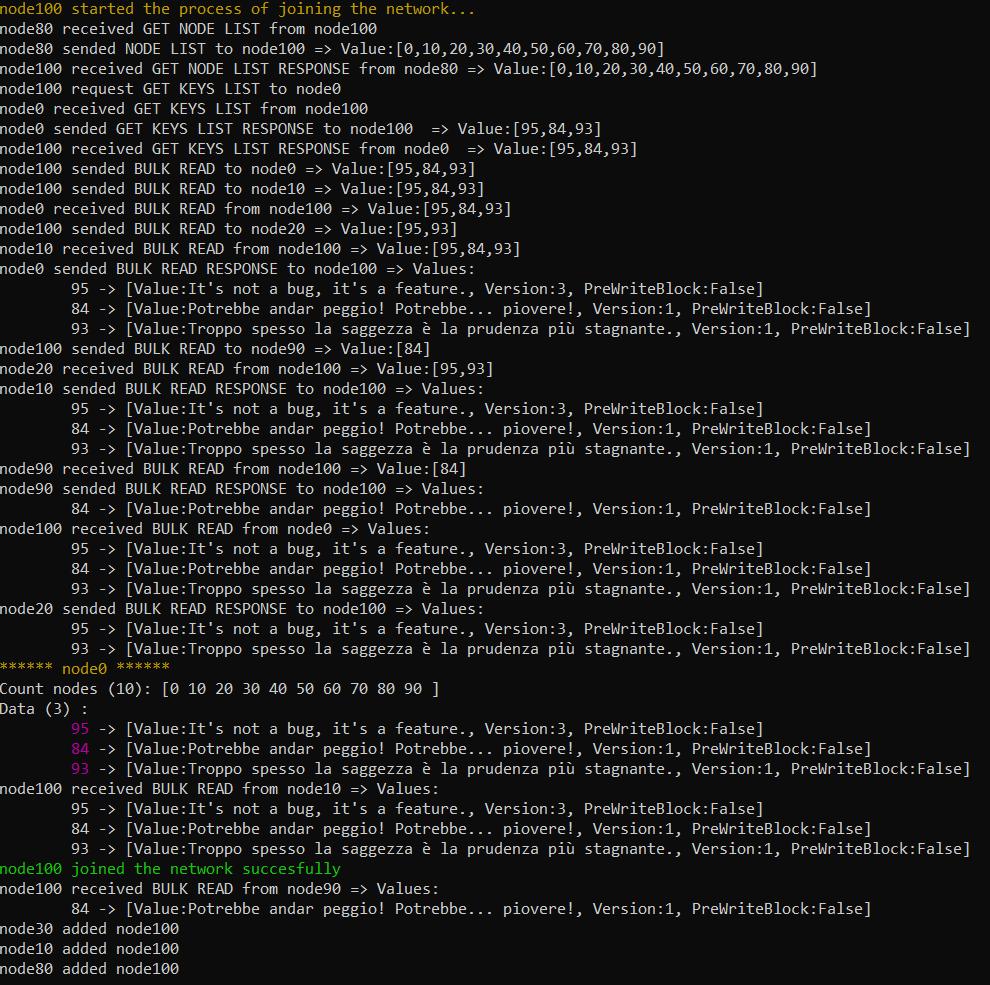 node100 started the process of joining the network...
node80 received GET NODE LIST from node100
node80 sended NODE LIST to node100 => Value:[0,10,20,30,40,50,60,70,80,90]
node100 received GET NODE LIST RESPONSE from node80 => Value:[0,10,20,30,40,50,60,70,80,90]
node100 request GET KEYS LIST to node0
node0 received GET KEYS LIST from node100
node0 sended GET KEYS LIST RESPONSE to node100  => Value:[95,84,93]
node100 received GET KEYS LIST RESPONSE from node0  => Value:[95,84,93]
node100 sended BULK READ to node0 => Value:[95,84,93]
node100 sended BULK READ to node10 => Value:[95,84,93]
node0 received BULK READ from node100 => Value:[95,84,93]
node100 sended BULK READ to node20 => Value:[95,93]
node10 received BULK READ from node100 => Value:[95,84,93]
node0 sended BULK READ RESPONSE to node100 => Values:
95 -> [Value:It's not a bug, it's a feature., Version:3, PreWriteBlock:False]
84 -> [Value:Potrebbe andar peggio! Potrebbe... piovere!, Version:1, PreWriteBlock:False]
93 -> [Value:Troppo spesso la saggezza è la prudenza più stagnante., Version:1, PreWriteBlock:False]
node100 sended BULK READ to node90 => Value:[84]
node20 received BULK READ from node100 => Value:[95,93]
node10 sended BULK READ RESPONSE to node100 => Values:
95 -> [Value:It's not a bug, it's a feature., Version:3, PreWriteBlock:False]
84 -> [Value:Potrebbe andar peggio! Potrebbe... piovere!, Version:1, PreWriteBlock:False]
93 -> [Value:Troppo spesso la saggezza è la prudenza più stagnante., Version:1, PreWriteBlock:False]
node90 received BULK READ from node100 => Value:[84]
node90 sended BULK READ RESPONSE to node100 => Values:
84 -> [Value:Potrebbe andar peggio! Potrebbe... piovere!, Version:1, PreWriteBlock:False]
node100 received BULK READ from node0 => Values:
95 -> [Value:It's not a bug, it's a feature., Version:3, PreWriteBlock:False]
84 -> [Value:Potrebbe andar peggio! Potrebbe... piovere!, Version:1, PreWriteBlock:False]
93 -> [Value:Troppo spesso la saggezza è la prudenza più stagnante., Version:1, PreWriteBlock:False]
node20 sended BULK READ RESPONSE to node100 => Values:
95 -> [Value:It's not a bug, it's a feature., Version:3, PreWriteBlock:False]
93 -> [Value:Troppo spesso la saggezza è la prudenza più stagnante., Version:1, PreWriteBlock:False]
****** node0 ******
Count nodes (10): [0 10 20 30 40 50 60 70 80 90 ]
Data (3) :
95 -> [Value:It's not a bug, it's a feature., Version:3, PreWriteBlock:False]
84 -> [Value:Potrebbe andar peggio! Potrebbe... piovere!, Version:1, PreWriteBlock:False]
93 -> [Value:Troppo spesso la saggezza è la prudenza più stagnante., Version:1, PreWriteBlock:False]
node100 received BULK READ from node10 => Values:
95 -> [Value:It's not a bug, it's a feature., Version:3, PreWriteBlock:False]
84 -> [Value:Potrebbe andar peggio! Potrebbe... piovere!, Version:1, PreWriteBlock:False]
93 -> [Value:Troppo spesso la saggezza è la prudenza più stagnante., Version:1, PreWriteBlock:False]
node100 joined the network succesfully
node100 received BULK READ from node90 => Values:
84 -> [Value:Potrebbe andar peggio! Potrebbe... piovere!, Version:1, PreWriteBlock:False]
node30 added node100
node10 added node100
node80 added node100